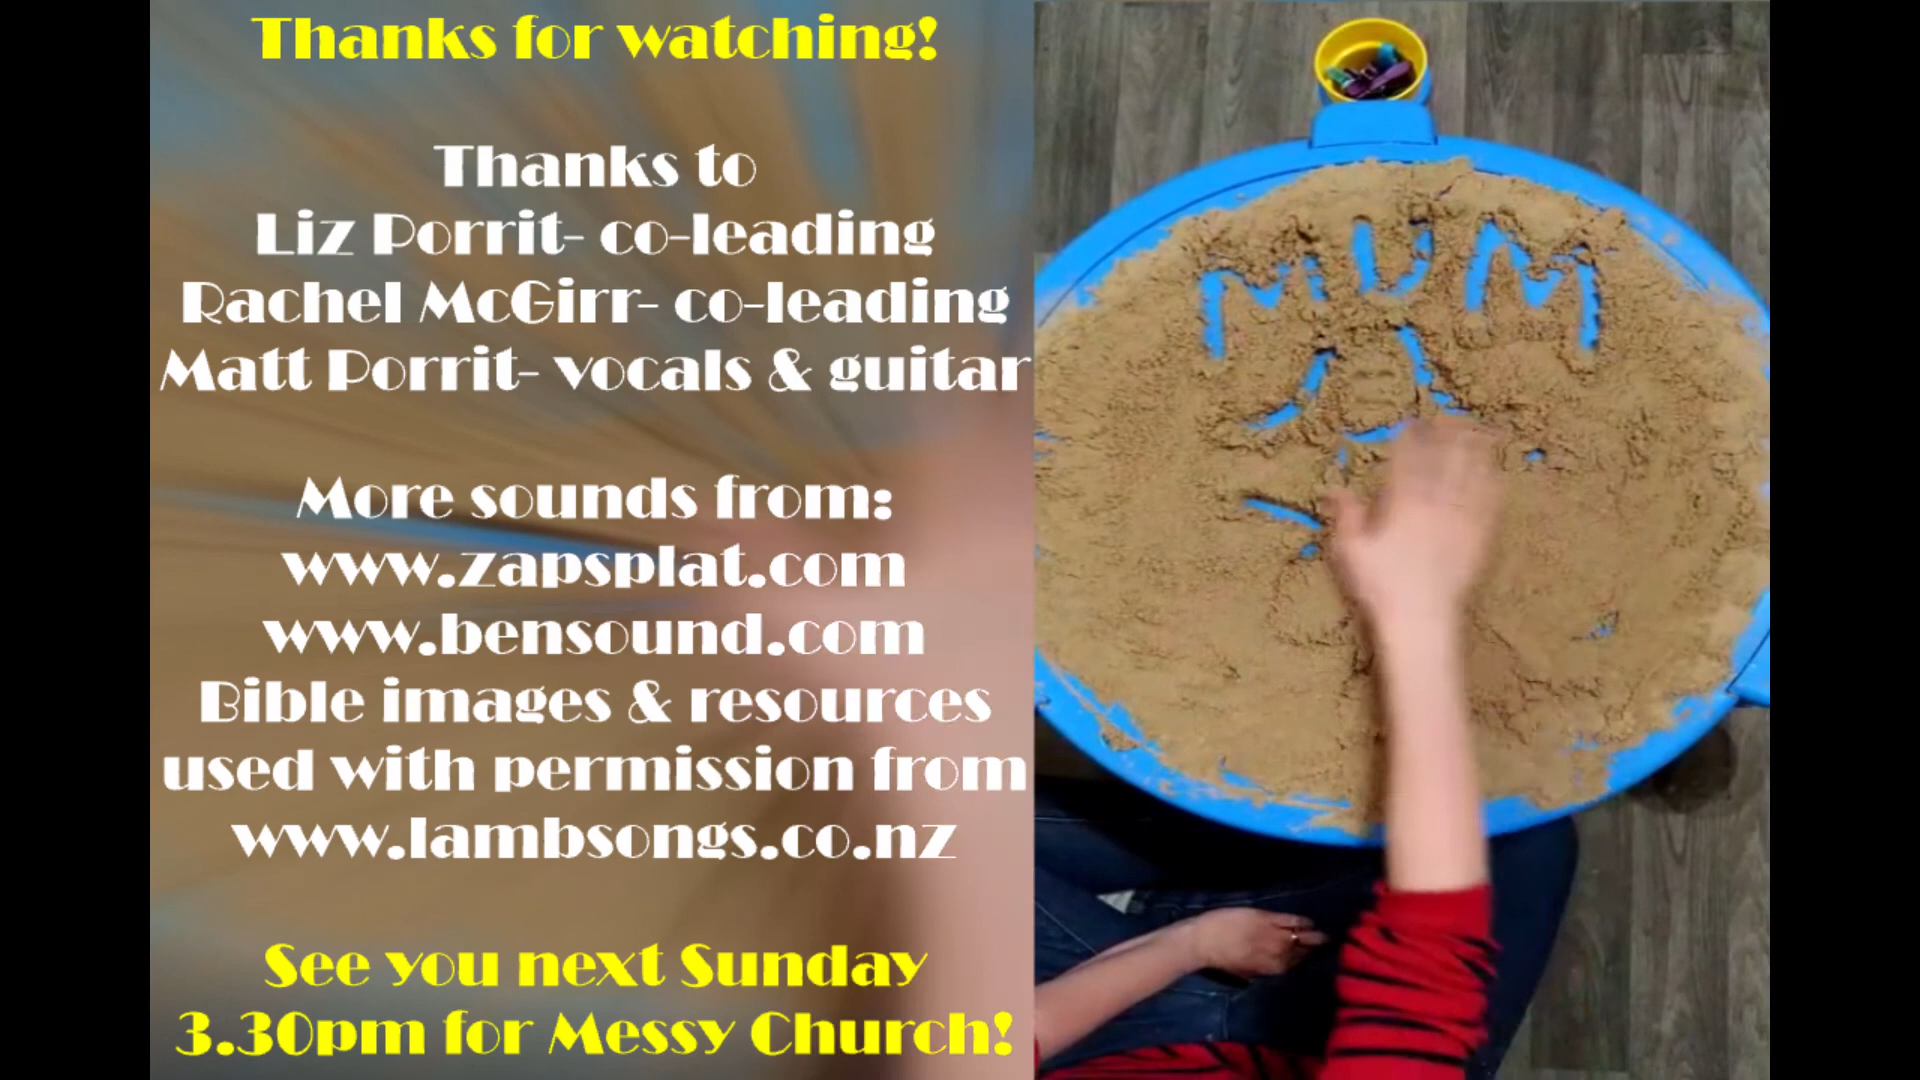 Thanks for watching!
Thanks to
Liz Porrit- co-leading
Rachel McGirr- co-leading
Matt Porrit- vocals & guitar
More sounds from:
www.zapsplat.com
www.bensound.com
Bible images & resources
used with permission from
www.lambsongs.co.nz
See you next Sunday
3.30pm for Messy Church!
MUM